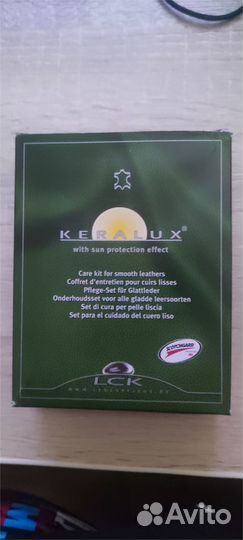 KERALUX®
with sun protection effect
Care kit for smooth leathers
Coffret d'entretien pour cuirs lisses
Pflege-Set für Glattleder
Onderhoudsset voor alle gladde leersoorten
Set di cura per pelle liscia
Set para el cuidado del cuero liso
SCOTCHGARD
LCK
Avito